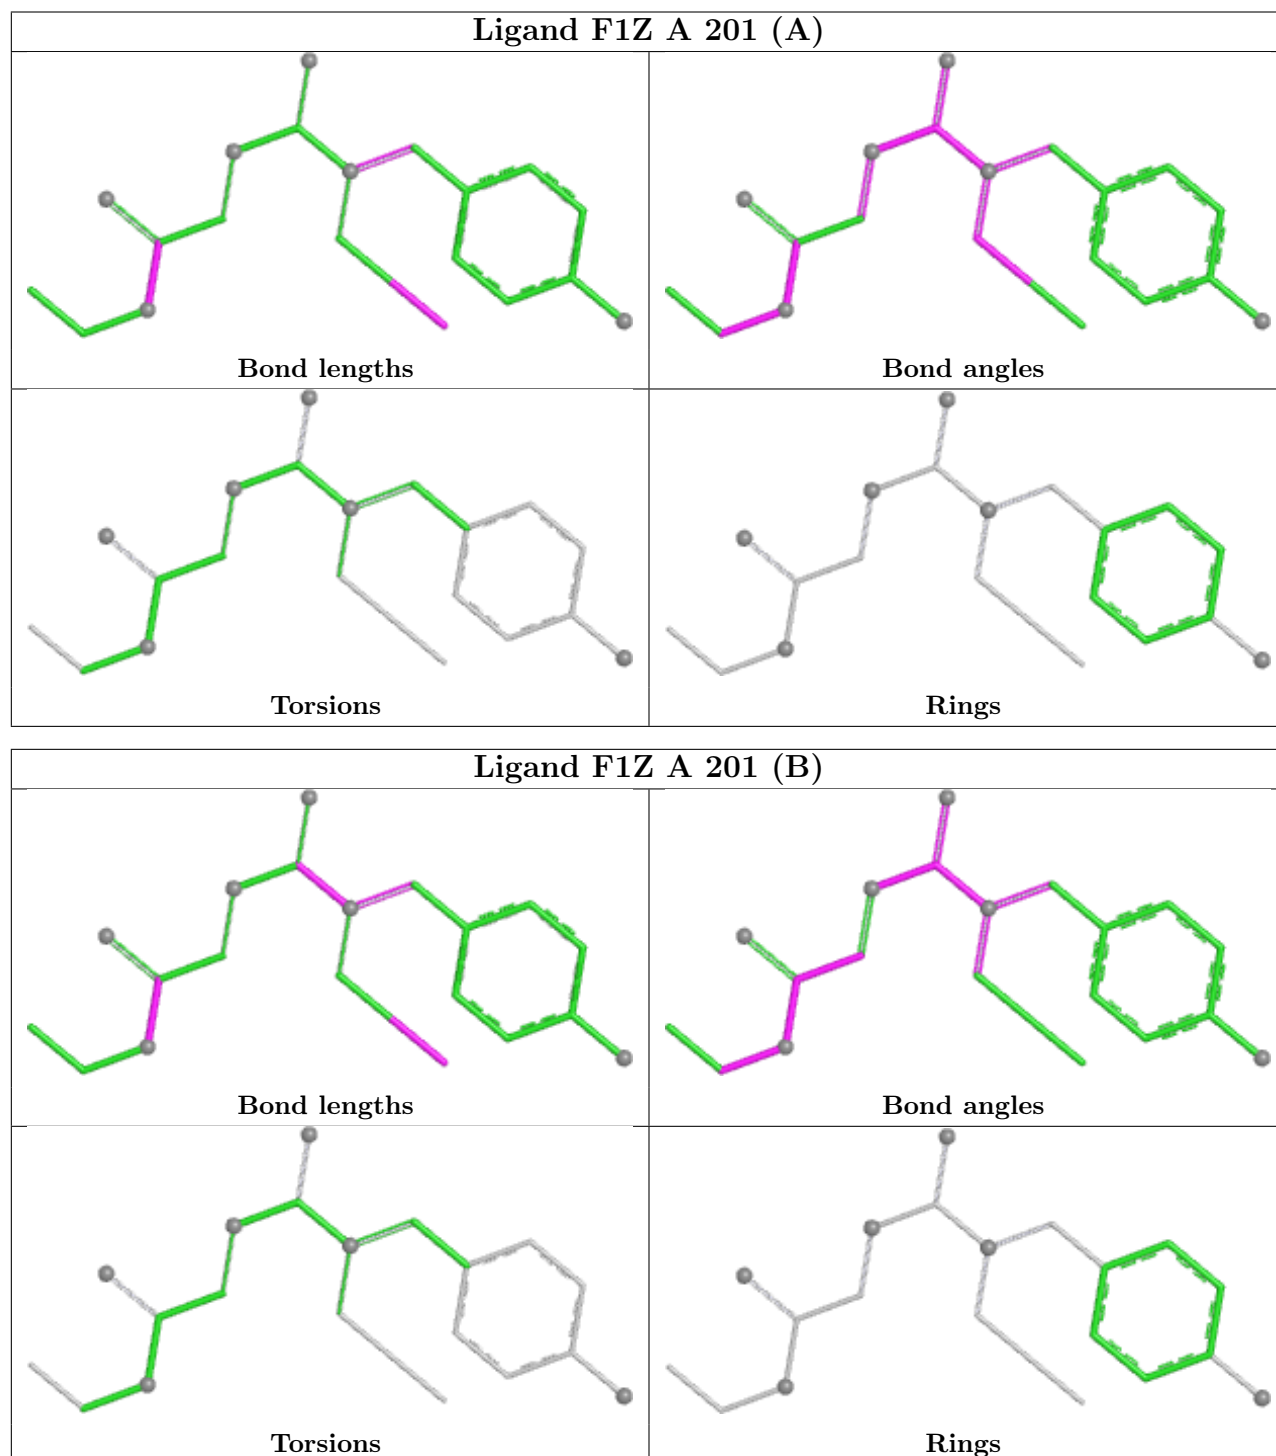 Ligand F1Z A 201 (A)
Bond lengths
Bond angles
Torsions
Rings
Ligand F1Z A 201 (B)
Bond lengths
Bond angles
Torsions
Rings